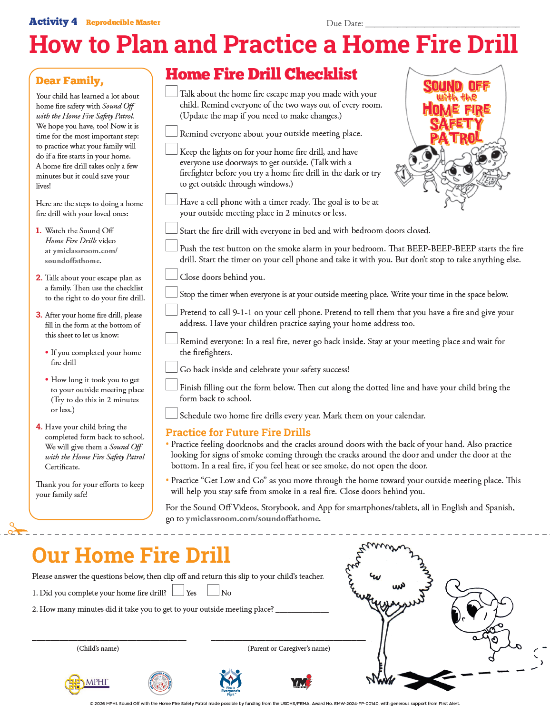 Activity 4 Reproducible Master
Due Date:
How to Plan and Practice a Home Fire Drill
Dear Family,
Your child has learned a lot about
home fire safety with Sound Off
with the Home Fire Safety Patrol.
We hope you have, too! Now it is
time for the most important step:
to practice what your family will
do if a fire starts in your home.
A home fire drill takes only a few
minutes but it could save your
lives!
Here are the steps to doing a home
fire drill with your loved ones:
1. Watch the Sound Off
Home Fire Drills video
at ymiclassroom.com/
soundoffathome.
2. Talk about your escape plan as
a family. Then use the checklist
to the right to do your fire drill.
3. After your home fire drill, please
fill in the form at the bottom of
this sheet to let us know:
• If you completed your home
fire drill
• How long it took you to get
to your outside meeting place
(Try to do this in 2 minutes
or less.)
4. Have your child bring the
completed form back to school.
We will give them a Sound Off
with the Home Fire Safety Patrol
Certificate.
Thank you for your efforts to keep
your family safe!
Home Fire Drill Checklist
Talk about the home fire escape map you made with your
child. Remind everyone of the two ways out of every room.
(Update the map if you need to make changes.)
Remind everyone about your outside meeting place.
Keep the lights on for your home fire drill, and have
everyone use doorways to get outside. (Talk with a
firefighter before you try a home fire drill in the dark or try
to get outside through windows.)
Have a cell phone with a timer ready. The goal is to be at
your outside meeting place in 2 minutes or less.
Start the fire drill with everyone in bed and with bedroom doors closed.
Push the test button on the smoke alarm in your bedroom. That BEEP-BEEP-BEEP starts the fire
drill. Start the timer on your cell phone and take it with you. But don't stop to take anything else.
Close doors behind you.
Stop the timer when everyone is at your outside meeting place. Write your time in the space below.
Pretend to call 9-1-1 on your cell phone. Pretend to tell them that you have a fire and give your
address. Have your children practice saying your home address too.
Remind everyone: In a real fire, never go back inside. Stay at your meeting place and wait for
the firefighters.
Go back inside and celebrate your safety success!
Finish filling out the form below. Then cut along the dotted line and have your child bring the
form back to school.
Schedule two home fire drills every year. Mark them on your calendar.
SOUND OFF
with the
HOME FIRE
SAFETY
PATROL
Practice for Future Fire Drills
• Practice feeling doorknobs and the cracks around doors with the back of your hand. Also practice
looking for signs of smoke coming through the cracks around the door and under the door at the
bottom. In a real fire, if you feel heat or see smoke, do not open the door.
• Practice "Get Low and Go" as you move through the home toward your outside meeting place. This
will help you stay safe from smoke in a real fire. Close doors behind you.
For the Sound Off Videos, Storybook, and App for smartphones/tablets, all in English and Spanish,
go to ymiclassroom.com/soundoffathome.
Our Home Fire Drill
Please answer the questions below, then clip off and return this slip to your child's teacher.
1. Did you complete your home fire drill? Yes No
2. How many minutes did it take you to get to your outside meeting place?
(Child's name) (Parent or Caregiver's name)
MPHI
YMI
© 2026 MPHI. Sound Off with the Home Fire Safety Patrol made possible by funding from the USDHS/FEMA